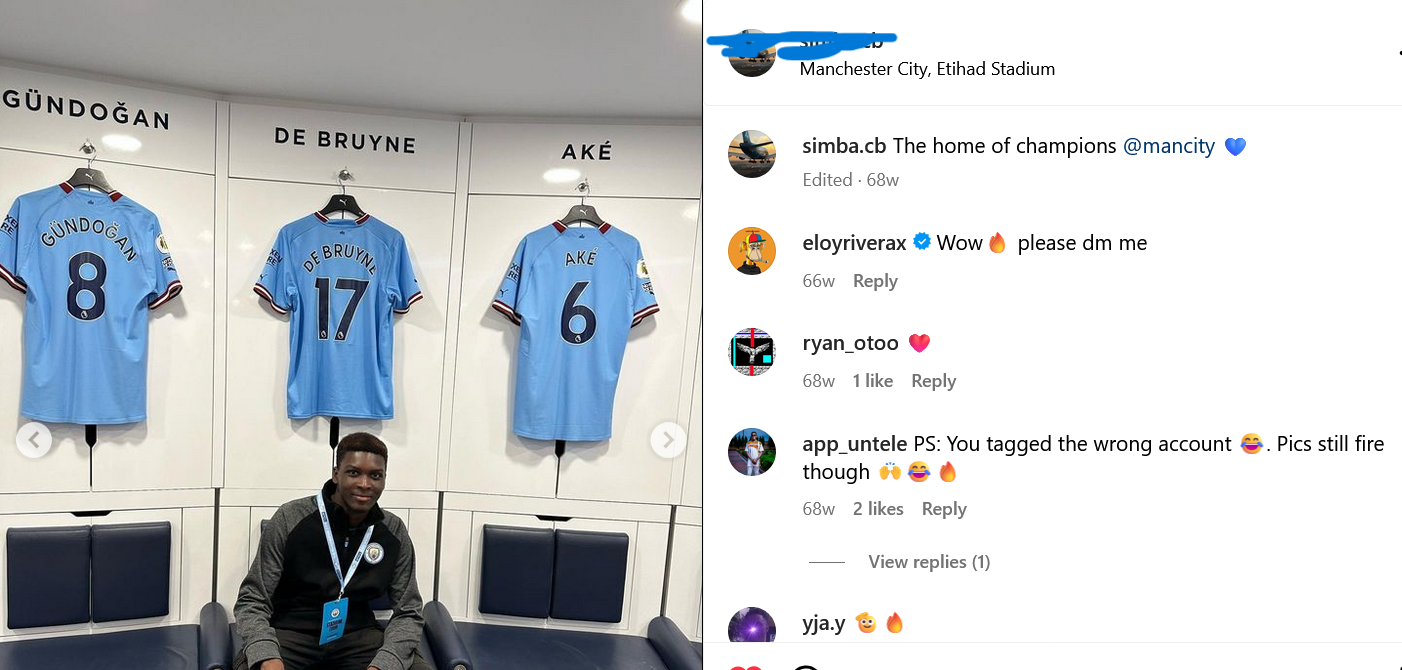 GÜNDOĞAN
DE BRUYNE
AKÉ
GÜNDOĞAN
8
DE BRUYNE
17
AKÉ
6
Manchester City, Etihad Stadium
simba.cb The home of champions @mancity 💙
Edited · 68w
eloyriverax Wow🔥 please dm me
66w Reply
ryan_otoo ❤️
68w 1 like Reply
app_untele PS: You tagged the wrong account 😂. Pics still fire
though 🙌😂🔥
68w 2 likes Reply
View replies (1)
yja.y 🫡 🔥